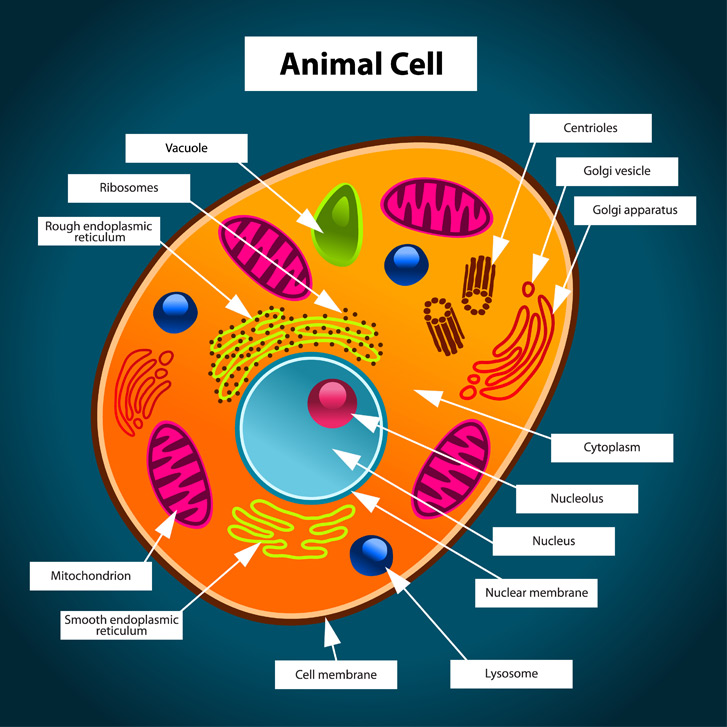 Animal Cell
Centrioles
Vacuole
Golgi vesicle
Ribosomes
Golgi apparatus
Rough endoplasmic
reticulum
Cytoplasm
Nucleolus
Nucleus
Mitochondrion
Nuclear membrane
Smooth endoplasmic
reticulum
Cell membrane
Lysosome